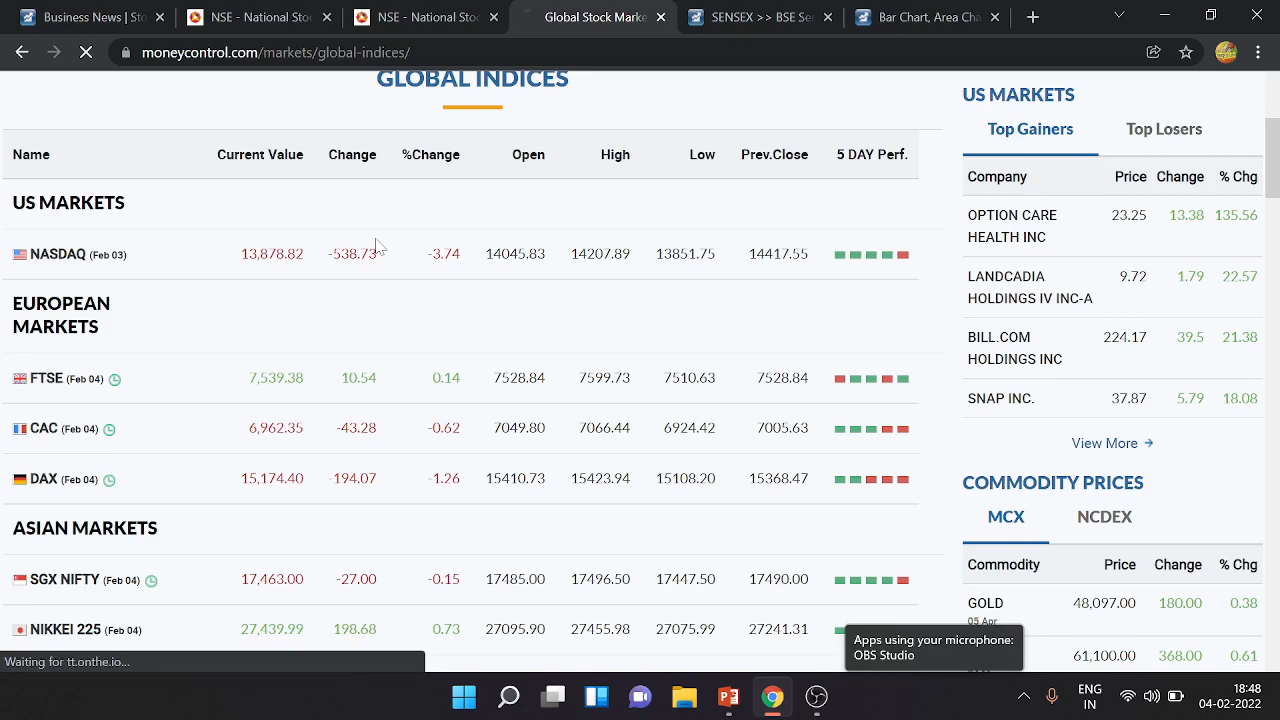 Business News | Sto
NSE - National Stoc
NSE - National Stoc
Global Stock Marke
SENSEX >> BSE Se
Bar Chart, Area Cha
moneycontrol.com/markets/global-indices/
GLOBAL INDICES
Name Current Value Change %Change Open High Low Prev.Close 5 DAY Perf.
US MARKETS
NASDAQ (Feb 03) 13,878.82 -538.73 -3.74 14045.83 14207.89 13851.75 14417.55
EUROPEAN
MARKETS
FTSE (Feb 04) 7,539.38 10.54 0.14 7528.84 7599.73 7510.63 7528.84
CAC (Feb 04) 6,962.35 -43.28 -0.62 7049.80 7066.44 6924.42 7005.63
DAX (Feb 04) 15,174.40 -194.07 -1.26 15410.73 15423.94 15108.20 15368.47
ASIAN MARKETS
SGX NIFTY (Feb 04) 17,463.00 -27.00 -0.15 17485.00 17496.50 17447.50 17490.00
NIKKEI 225 (Feb 04) 27,439.99 198.68 0.73 27095.90 27455.98 27075.99 27241.31
US MARKETS
Top Gainers Top Losers
Company Price Change % Chg
OPTION CARE 23.25 13.38 135.56
HEALTH INC
LANDCADIA 9.72 1.79 22.57
HOLDINGS IV INC-A
BILL.COM 224.17 39.5 21.38
HOLDINGS INC
SNAP INC. 37.87 5.79 18.08
View More
COMMODITY PRICES
MCX NCDEX
Commodity Price Change % Chg
GOLD 48,097.00 180.00 0.38
05 Apr
61,100.00 368.00 0.61
Apps using your microphone:
OBS Studio
Waiting for tt.onthe.io...
ENG
IN
18:48
04-02-2022